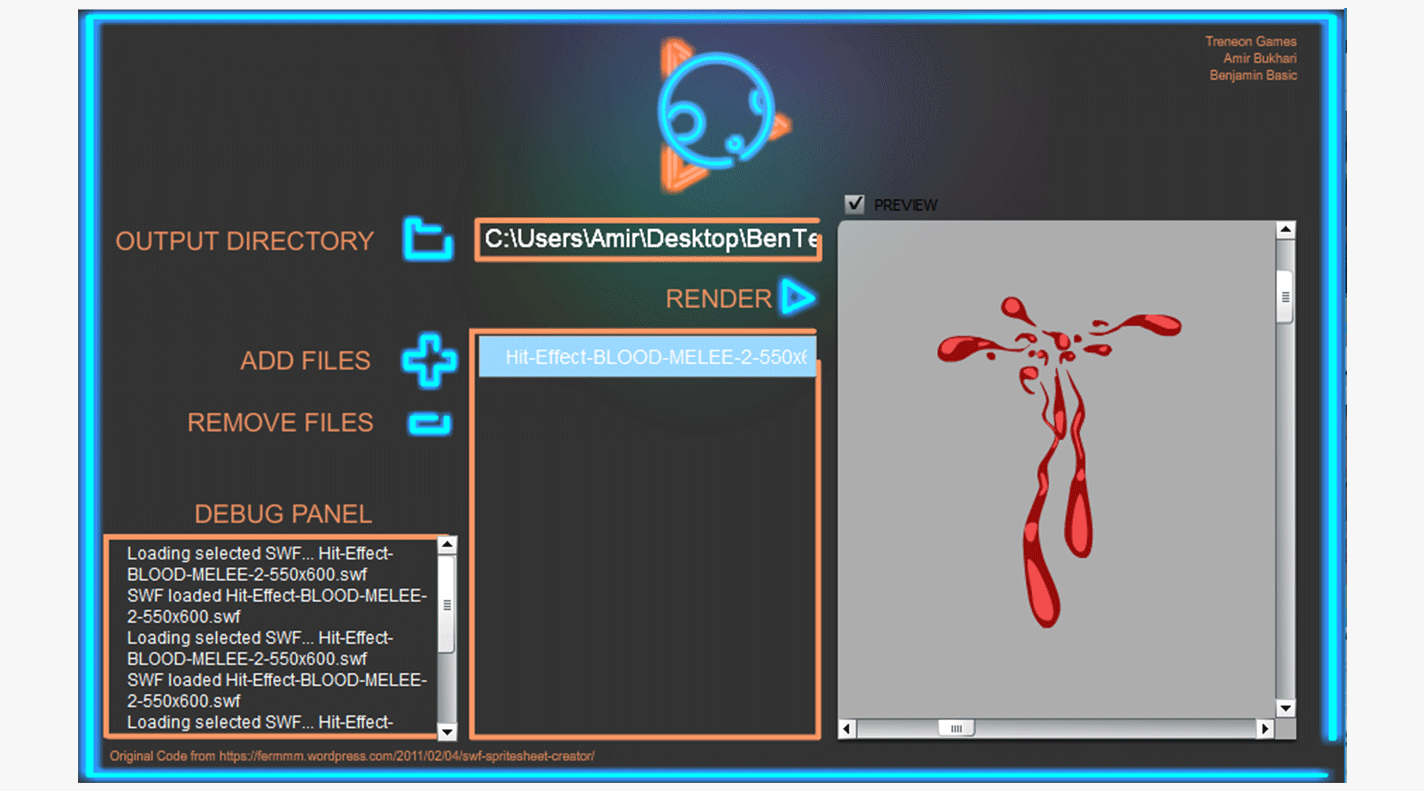 Treneon Games
Amir Bukhari
Benjamin Basic
PREVIEW
OUTPUT DIRECTORY
C:\Users\Amir\Desktop\BenTe
RENDER
ADD FILES
Hit-Effect-BLOOD-MELEE-2-550x6
REMOVE FILES
DEBUG PANEL
Loading selected SWF... Hit-Effect-
BLOOD-MELEE-2-550x600.swf
SWF loaded Hit-Effect-BLOOD-MELEE-
2-550x600.swf
Loading selected SWF... Hit-Effect-
BLOOD-MELEE-2-550x600.swf
SWF loaded Hit-Effect-BLOOD-MELEE-
2-550x600.swf
Loading selected SWF... Hit-Effect-
Original Code from https://fermmm.wordpress.com/2011/02/04/swf-spritesheet-creator/